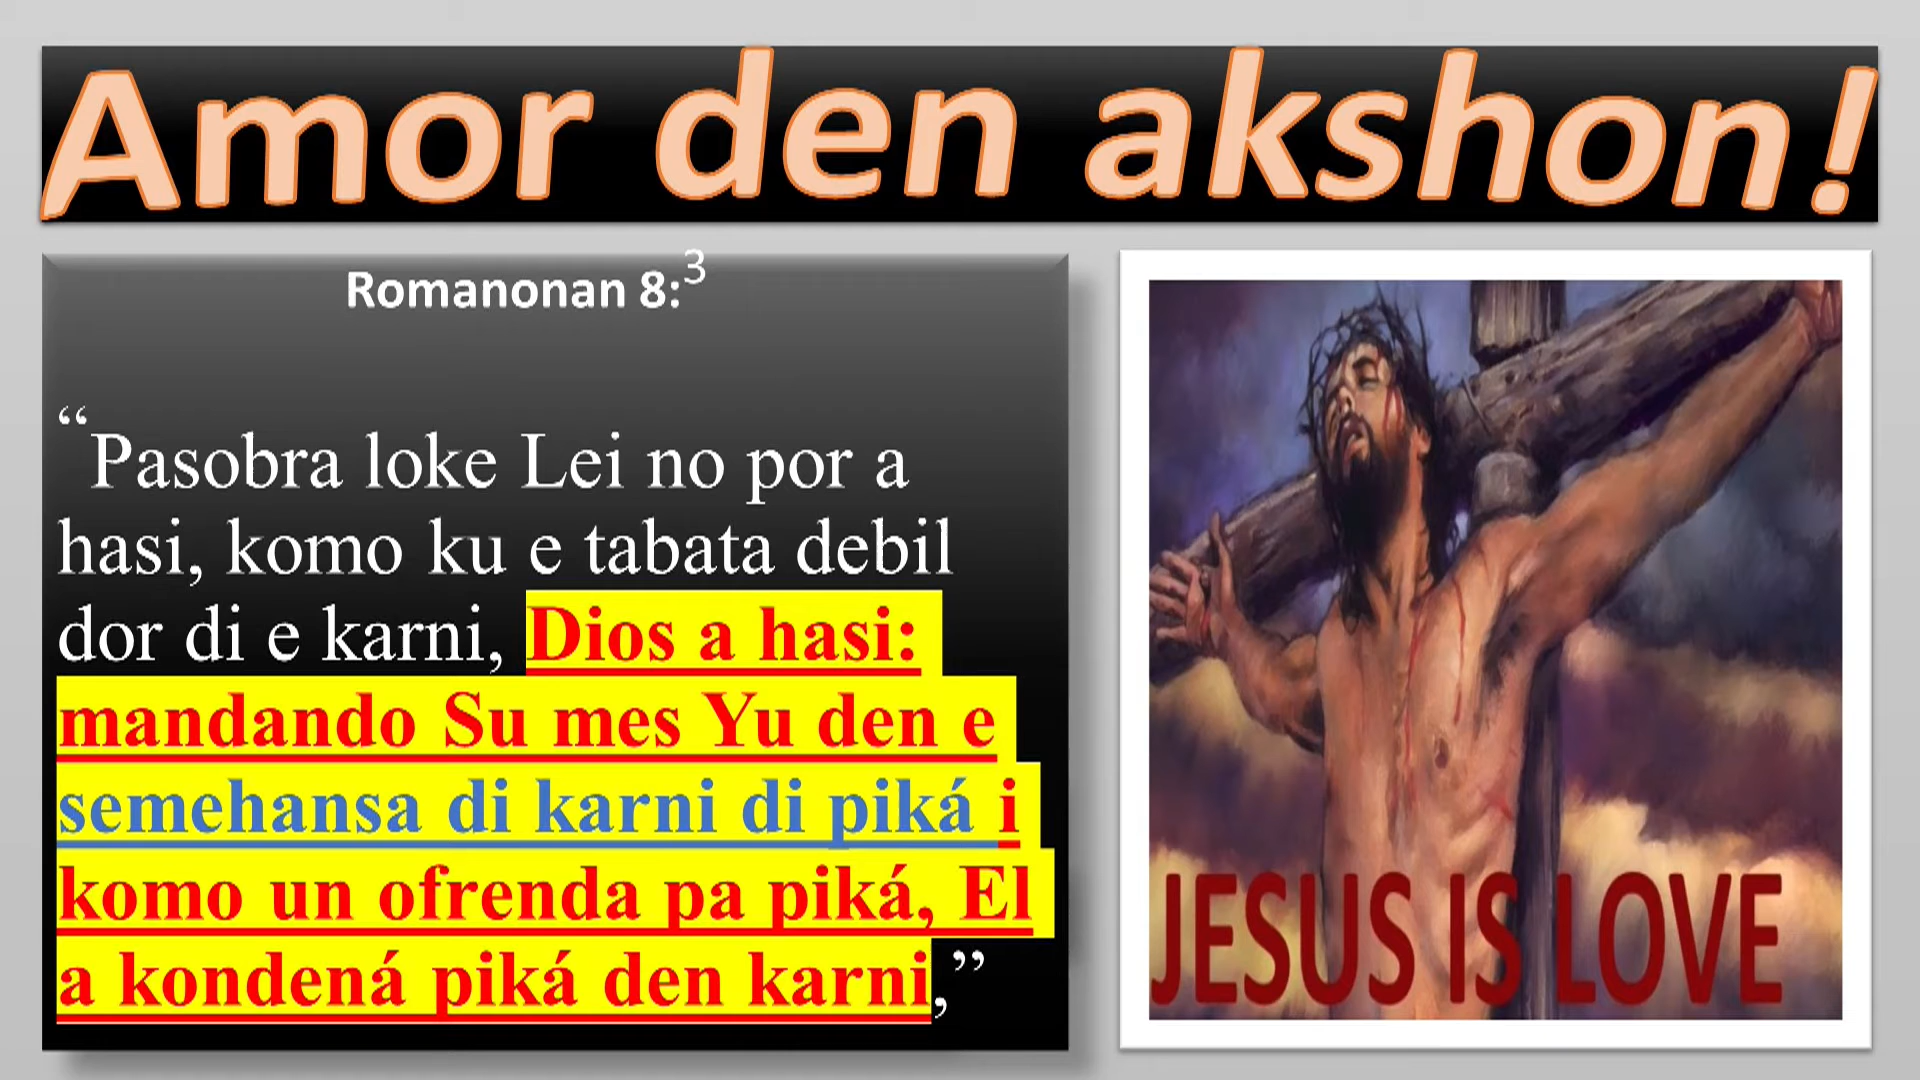 Amor den akshon!
Romanonan 8:3
“Pasobra loke Lei no por a
hasi, komo ku e tabata debil
dor di e karni, Dios a hasi:
mandando Su mes Yu den e
semehansa di karni di piká i
komo un ofrenda pa piká, El
a kondená piká den karni,”
JESUS IS LOVE